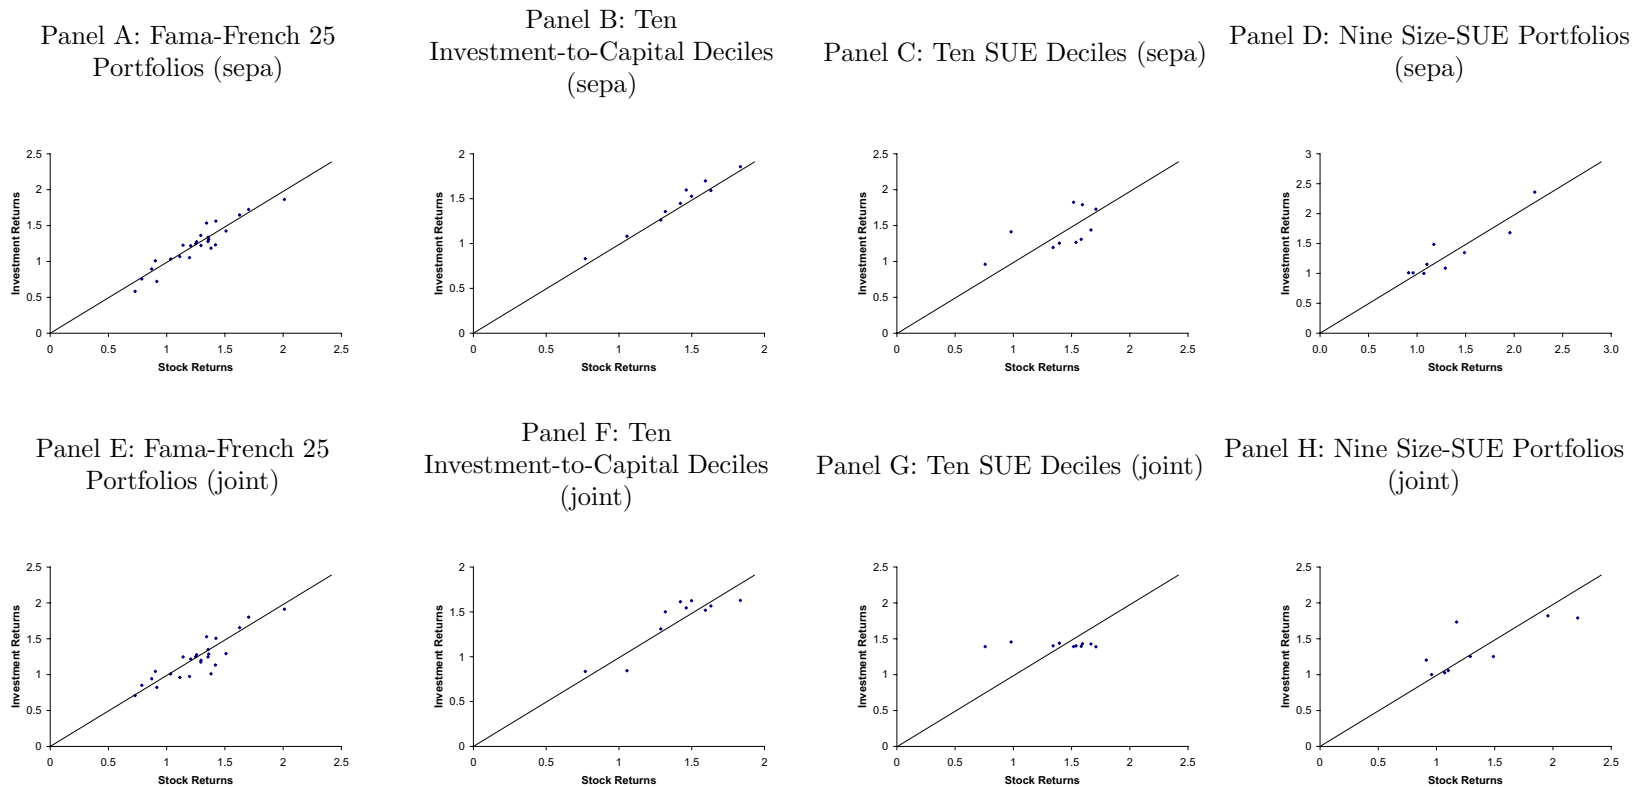 Panel A: Fama-French 25
Portfolios (sepa)
Panel B: Ten
Investment-to-Capital Deciles
(sepa)
Panel C: Ten SUE Deciles (sepa)
Panel D: Nine Size-SUE Portfolios
(sepa)
2.5
2
1.5
1
0.5
0
Investment Returns
0 0.5 1 1.5 2 2.5
Stock Returns
2
1.5
1
0.5
0
Investment Returns
0 0.5 1 1.5 2
Stock Returns
2.5
2
1.5
1
0.5
0
Investment Returns
0 0.5 1 1.5 2 2.5
Stock Returns
3
2.5
2
1.5
1
0.5
0
Investment Returns
0.0 0.5 1.0 1.5 2.0 2.5 3.0
Stock Returns
Panel E: Fama-French 25
Portfolios (joint)
Panel F: Ten
Investment-to-Capital Deciles
(joint)
Panel G: Ten SUE Deciles (joint)
Panel H: Nine Size-SUE Portfolios
(joint)
2.5
2
1.5
1
0.5
0
Investment Returns
0 0.5 1 1.5 2 2.5
Stock Returns
2
1.5
1
0.5
0
Investment Returns
0 0.5 1 1.5 2
Stock Returns
2.5
2
1.5
1
0.5
0
Investment Returns
0 0.5 1 1.5 2 2.5
Stock Returns
2.5
2
1.5
1
0.5
0
Investment Returns
0.0 0.5 1.0 1.5 2.0 2.5
Stock Returns